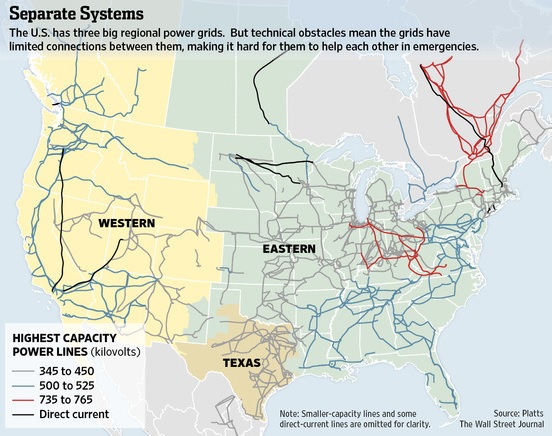 Separate Systems
The U.S. has three big regional power grids. But technical obstacles mean the grids have
limited connections between them, making it hard for them to help each other in emergencies.
WESTERN
EASTERN
TEXAS
HIGHEST CAPACITY
POWER LINES (kilovolts)
345 to 450
500 to 525
735 to 765
Direct current
Note: Smaller-capacity lines and some
direct-current lines are omitted for clarity.
Source: Platts
The Wall Street Journal